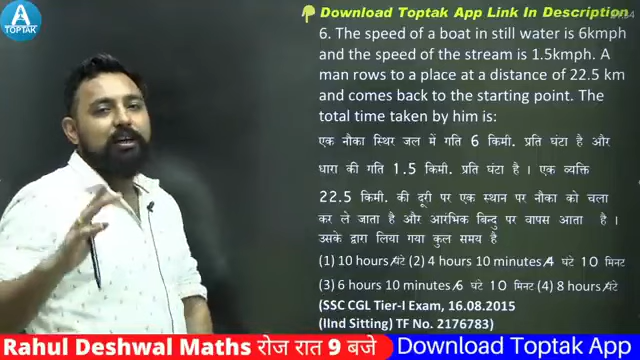 A
TOPTAK
Download Toptak App Link In Description
6. The speed of a boat in still water is 6kmph
and the speed of the stream is 1.5kmph. A
man rows to a place at a distance of 22.5 km
and comes back to the starting point. The
total time taken by him is:
एक नौका स्थिर जल में गति 6 किमी. प्रति घंटा है और
धारा की गति 1.5 किमी. प्रति घंटा है । एक व्यक्ति
22.5 किमी. की दूरी पर एक स्थान पर नौका को चला
कर ले जाता है और आरंभिक बिन्दु पर वापस आता है ।
उसके द्वारा लिया गया कुल समय है
(1) 10 hours/घंटे (2) 4 hours 10 minutes/4 घंटे 10 मिनट
(3) 6 hours 10 minutes/6 घंटे 10 मिनट (4) 8 hours/घंटे
(SSC CGL Tier-I Exam, 16.08.2015
(IInd Sitting) TF No. 2176783)
Rahul Deshwal Maths रोज रात 9 बजे
Download Toptak App